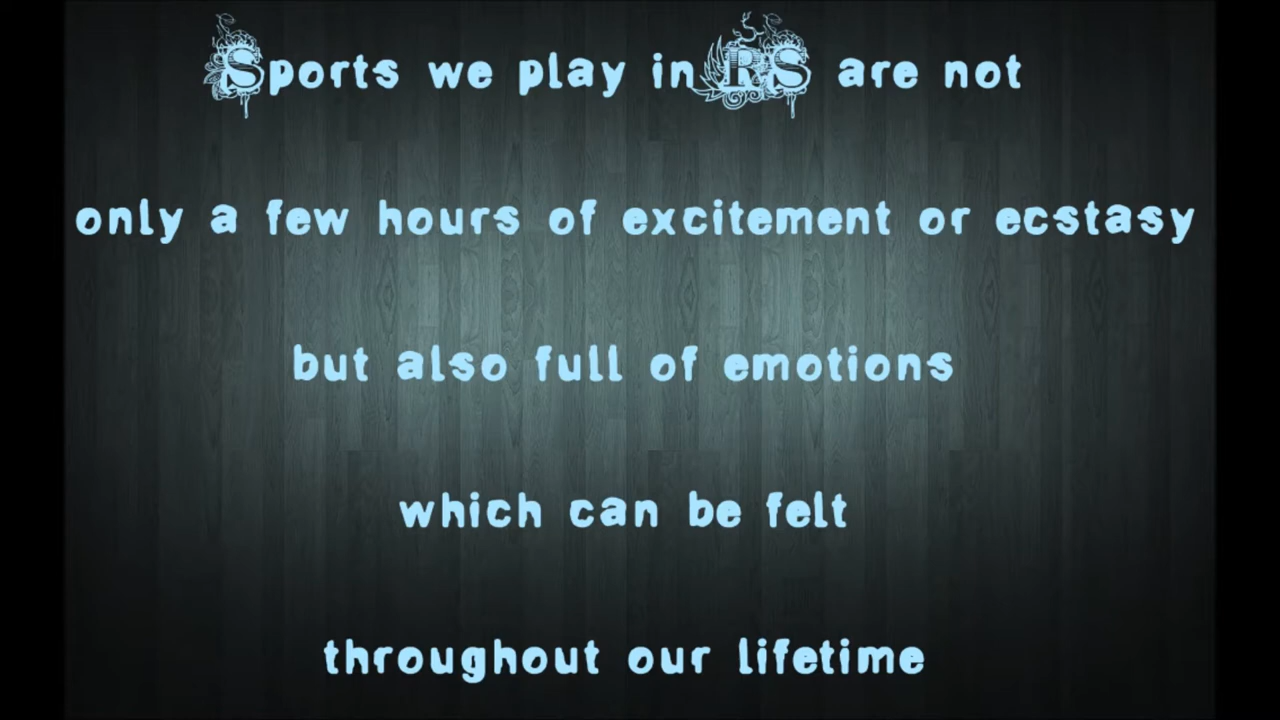 Sports we play in RS are not
only a few hours of excitement or ecstasy
but also full of emotions
which can be felt
throughout our lifetime